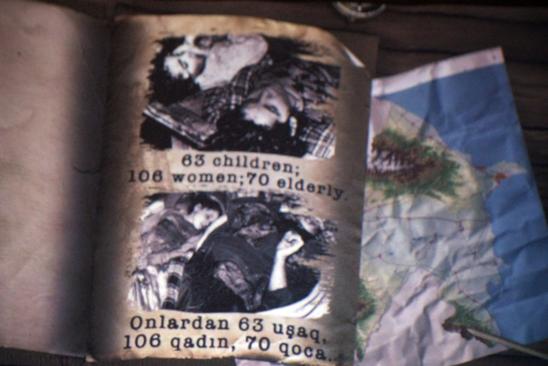 63 children;
106 women;70 elderly.
Onlardan 63 uşaq,
106 qadın, 70 qoca.